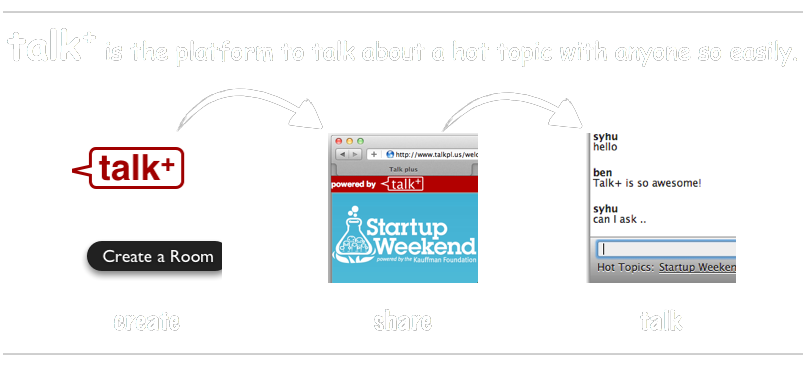 talk+ is the platform to talk about a hot topic with anyone so easily.
talk+
Create a Room
http://www.talkpl.us/weld
Talk plus
powered by talk+
Startup
Weekend
powered by the Kauffman Foundation
syhu
hello
ben
Talk+ is so awesome!
syhu
can I ask ..
Hot Topics: Startup Weeken
create
share
talk